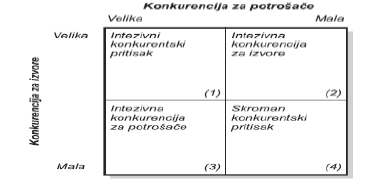 Konkurencija za potrošače
Velika Mala
Konkurencija za izvore
Velika
Intezivni
konkurentski
pritisak
(1)
Intezivna
konkurencija
za izvore
(2)
Mala
Intezivna
konkurencija
za potrošače
(3)
Skroman
konkurentski
pritisak
(4)